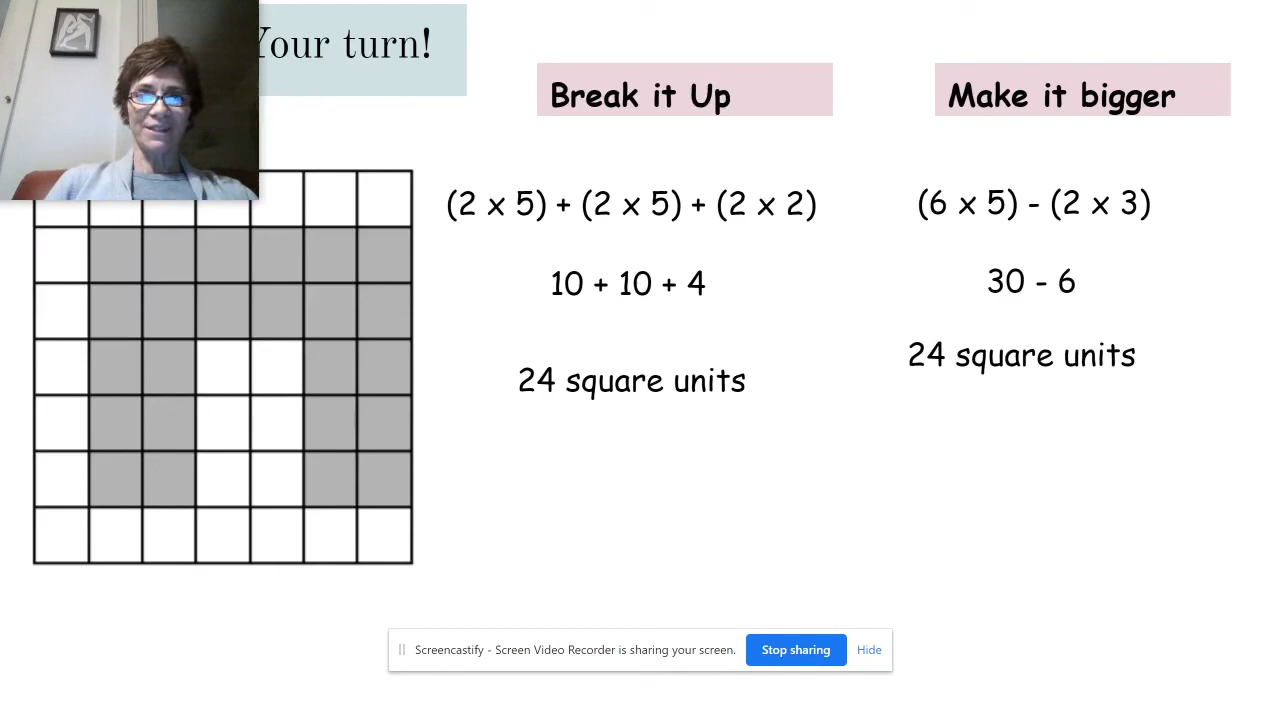 Your turn!
Break it Up
Make it bigger
(2 x 5) + (2 x 5) + (2 x 2)
(6 x 5) - (2 x 3)
10 + 10 + 4
30 - 6
24 square units
24 square units
Screencastify - Screen Video Recorder is sharing your screen.
Stop sharing
Hide